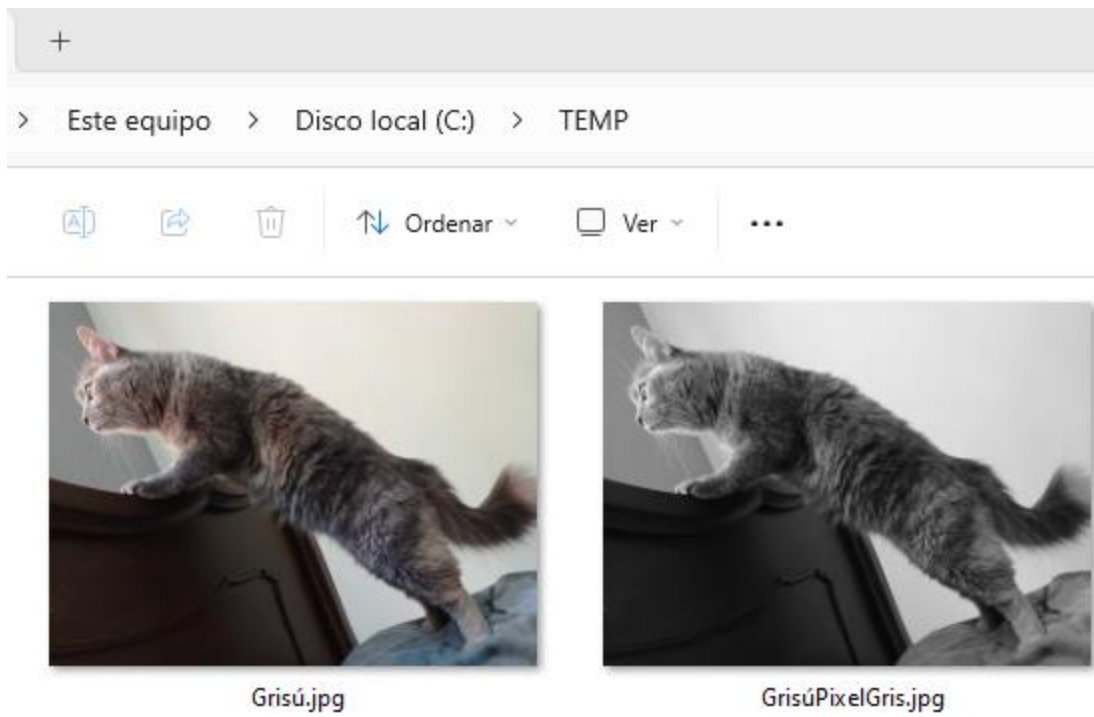 Este equipo > Disco local (C:) > TEMP
Ordenar Ver
Grisú.jpg GrisúPixelGris.jpg